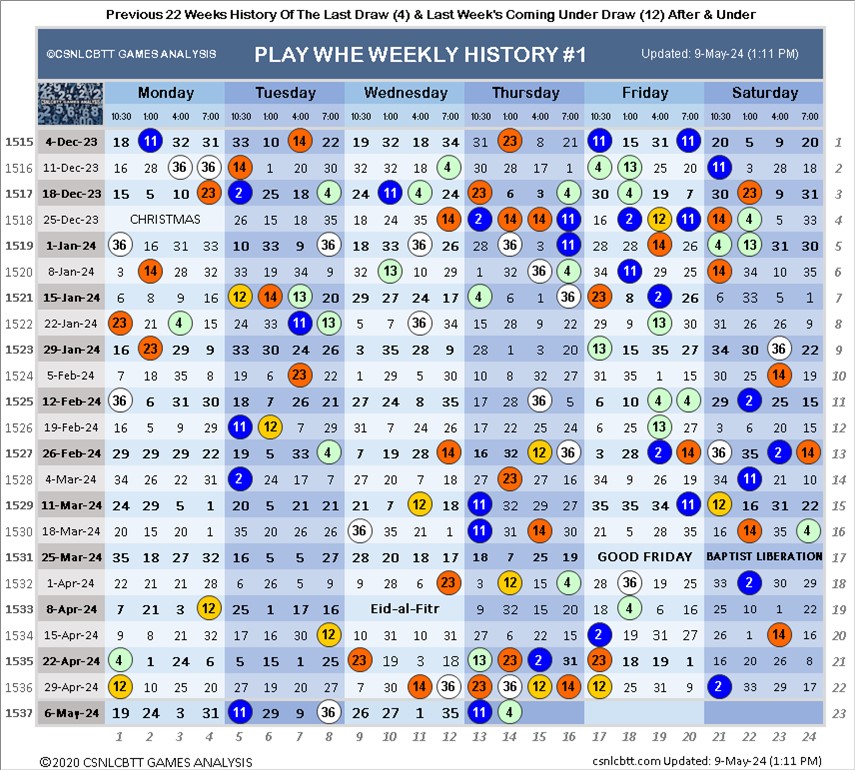 Previous 22 Weeks History Of The Last Draw (4) & Last Week's Coming Under Draw (12) After & Under
©CSNLCBTT GAMES ANALYSIS PLAY WHE WEEKLY HISTORY #1 Updated: 9-May-24 (1:11 PM)
Monday Tuesday Wednesday Thursday Friday Saturday
10:30 1:00 4:00 7:00 10:30 1:00 4:00 7:00 10:30 1:00 4:00 7:00 10:30 1:00 4:00 7:00 10:30 1:00 4:00 7:00 10:30 1:00 4:00 7:00
1515 4-Dec-23 18 11 32 31 33 10 14 22 19 32 18 34 31 23 8 21 11 15 31 11 20 5 9 20 1
1516 11-Dec-23 16 28 36 36 14 1 20 30 32 32 18 4 30 28 17 1 4 13 25 20 11 3 28 18 2
1517 18-Dec-23 15 5 10 23 2 25 18 4 24 11 4 24 23 6 3 4 30 4 19 7 30 23 9 31 3
1518 25-Dec-23 CHRISTMAS 26 15 18 35 18 24 35 14 2 14 14 11 16 2 12 11 14 4 5 33 4
1519 1-Jan-24 36 16 31 33 10 33 9 36 18 33 36 26 28 36 3 11 28 28 14 26 4 13 31 30 5
1520 8-Jan-24 3 14 28 32 33 19 34 9 32 13 10 29 1 32 36 4 34 11 29 25 14 34 10 35 6
1521 15-Jan-24 6 8 9 16 12 14 13 20 29 27 24 17 4 6 1 36 23 8 2 26 6 33 5 1 7
1522 22-Jan-24 23 21 4 15 24 33 11 13 5 7 36 34 15 28 9 22 29 9 13 30 31 26 26 9 8
1523 29-Jan-24 16 23 29 9 33 30 24 26 3 35 28 9 28 1 3 20 13 15 35 27 34 30 36 22 9
1524 5-Feb-24 7 18 35 8 19 6 23 22 1 29 5 30 10 17 32 27 31 35 1 15 30 25 14 19 10
1525 12-Feb-24 36 6 31 30 18 7 26 21 27 24 8 35 17 28 36 5 6 10 4 4 29 2 25 15 11
1526 19-Feb-24 16 5 9 29 11 12 7 29 31 7 24 26 17 22 25 24 6 12 13 27 3 6 20 15 12
1527 26-Feb-24 29 29 29 22 19 5 33 4 7 19 28 14 16 32 12 36 3 28 2 14 36 35 2 14 13
1528 4-Mar-24 34 26 22 31 2 24 17 7 27 20 7 18 27 23 16 27 34 9 28 21 34 11 21 10 14
1529 11-Mar-24 24 29 5 1 20 5 21 21 21 7 12 18 11 32 29 27 35 35 34 11 12 16 31 22 15
1530 18-Mar-24 20 15 20 1 35 20 26 26 36 35 21 1 11 15 14 30 21 5 28 35 16 14 24 4 16
1531 25-Mar-24 35 18 27 32 16 5 5 27 28 20 18 17 18 7 25 19 GOOD FRIDAY BAPTIST LIBERATION 17
1532 1-Apr-24 22 21 21 28 6 26 5 9 9 28 6 23 3 12 15 4 28 36 19 25 33 2 30 29 18
1533 8-Apr-24 7 21 3 12 25 1 17 16 Eid-al-Fitr 9 32 15 20 18 4 6 16 25 10 1 22 19
1534 15-Apr-24 9 8 21 32 17 16 30 12 10 31 10 31 27 6 22 15 2 19 31 27 26 1 23 16 20
1535 22-Apr-24 4 1 24 6 5 15 1 25 23 19 3 18 13 23 2 31 23 18 19 1 16 20 26 8 21
1536 29-Apr-24 12 10 25 20 27 19 20 27 7 30 14 36 23 36 12 14 12 25 31 9 2 33 29 17 22
1537 6-May-24 19 24 3 31 11 29 9 36 26 27 1 35 11 4 23
1 2 3 4 5 6 7 8 9 10 11 12 13 14 15 16 17 18 19 20 21 22 23 24
©2020 CSNLCBTT GAMES ANALYSIS csnlcbtt.com Updated: 9-May-24 (1:11 PM)